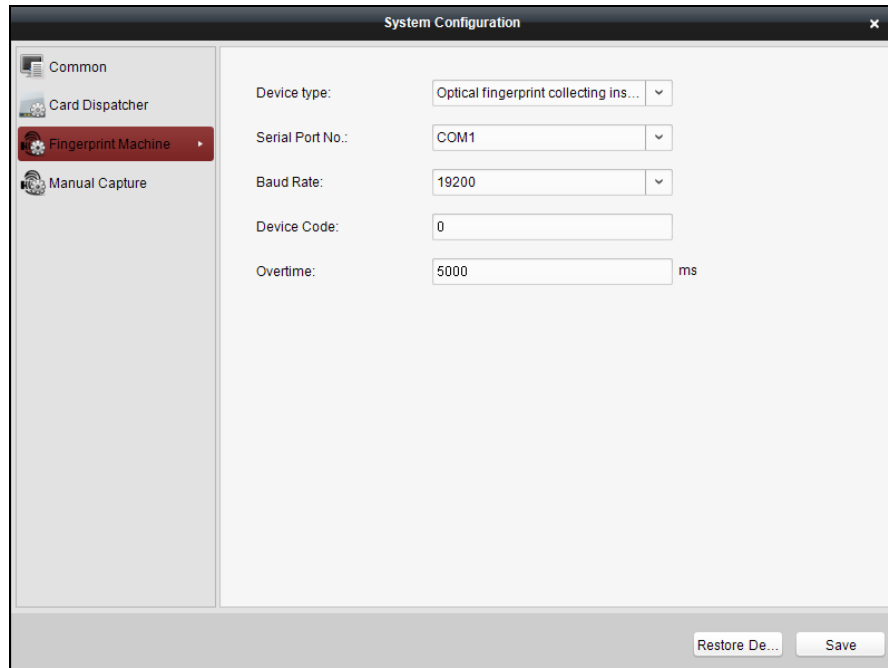 System Configuration
Common
Card Dispatcher
Fingerprint Machine
Manual Capture
Device type: Optical fingerprint collecting ins...
Serial Port No.: COM1
Baud Rate: 19200
Device Code: 0
Overtime: 5000 ms
Restore De... Save